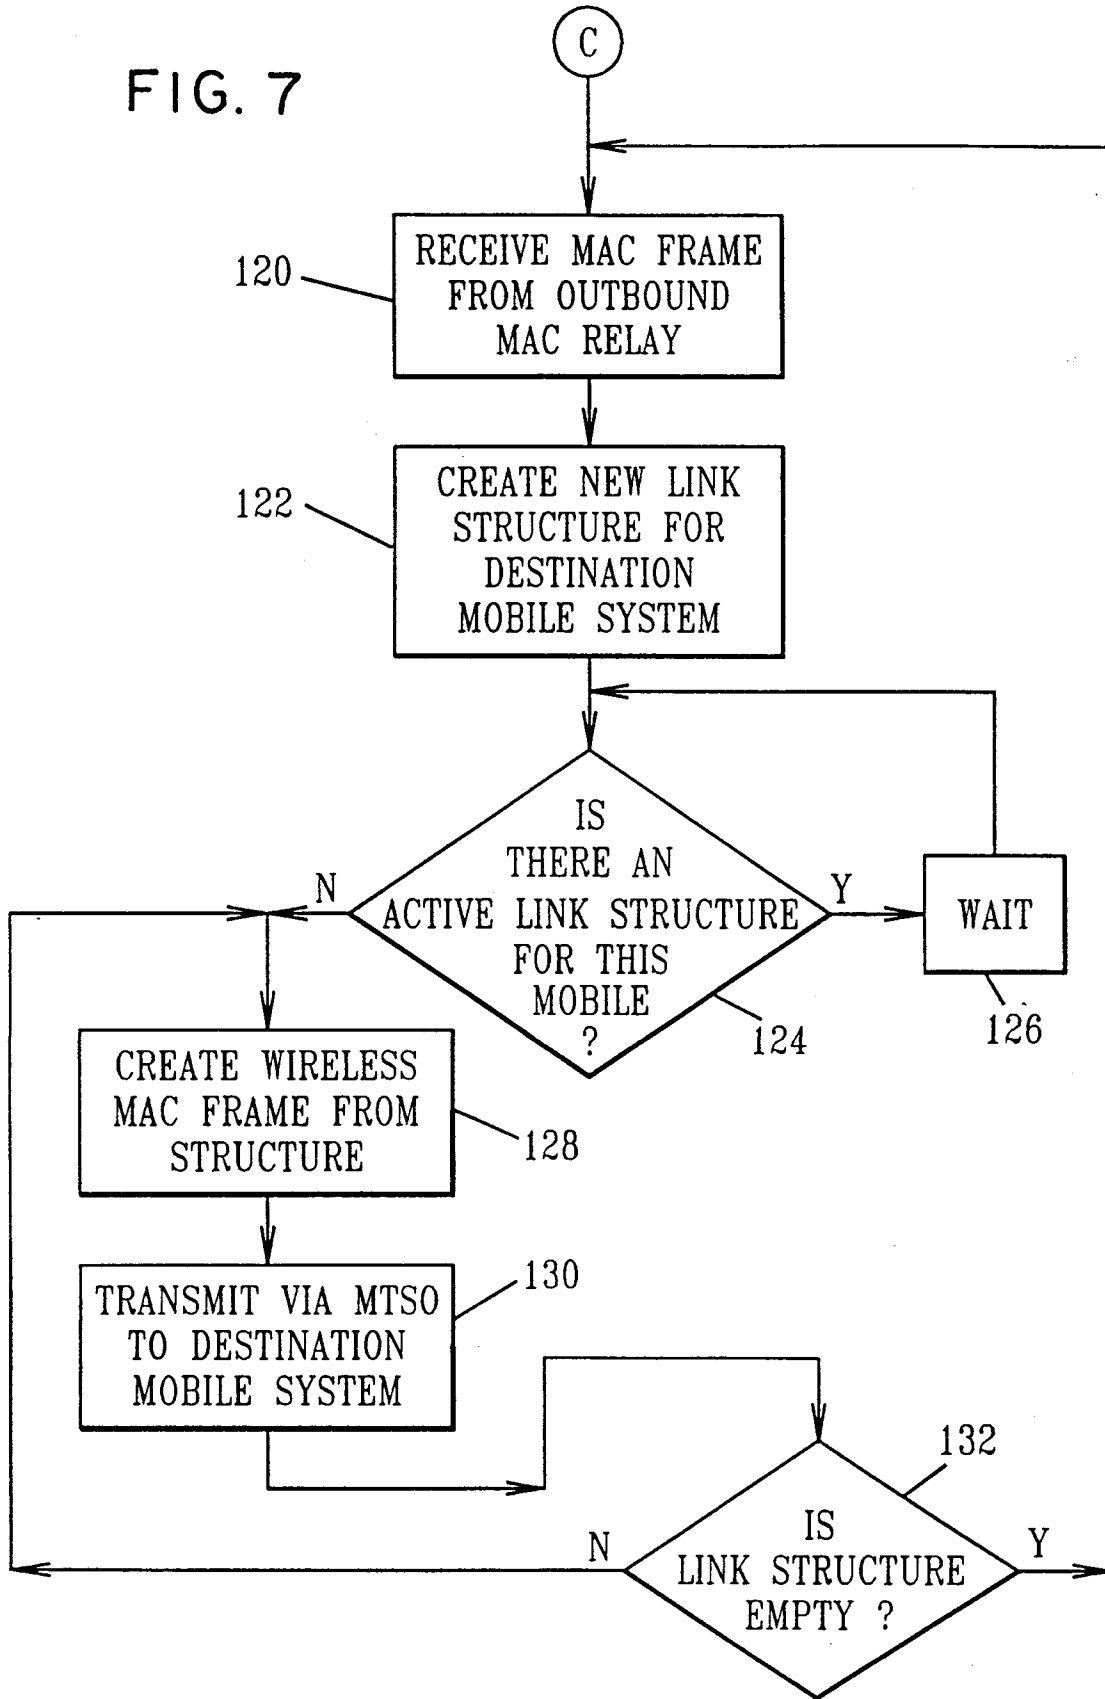 C
FIG. 7
RECEIVE MAC FRAME
FROM OUTBOUND
MAC RELAY
120
CREATE NEW LINK
STRUCTURE FOR
DESTINATION
MOBILE SYSTEM
122
IS
THERE AN
ACTIVE LINK STRUCTURE
FOR THIS
MOBILE
?
N
Y
124
WAIT
126
CREATE WIRELESS
MAC FRAME FROM
STRUCTURE
128
TRANSMIT VIA MTSO
TO DESTINATION
MOBILE SYSTEM
130
132
IS
LINK STRUCTURE
EMPTY ?
N
Y